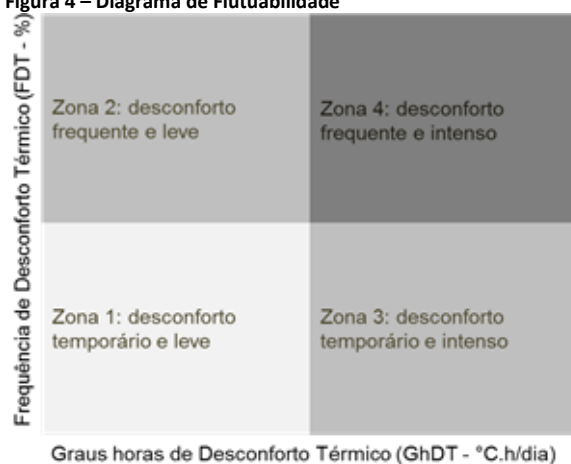 Figura 4 – Diagrama de Flutuabilidade
Frequência de Desconforto Térmico (FDT - %)
Zona 2: desconforto
frequente e leve
Zona 4: desconforto
frequente e intenso
Zona 1: desconforto
temporário e leve
Zona 3: desconforto
temporário e intenso
Graus horas de Desconforto Térmico (GhDT - °C.h/dia)